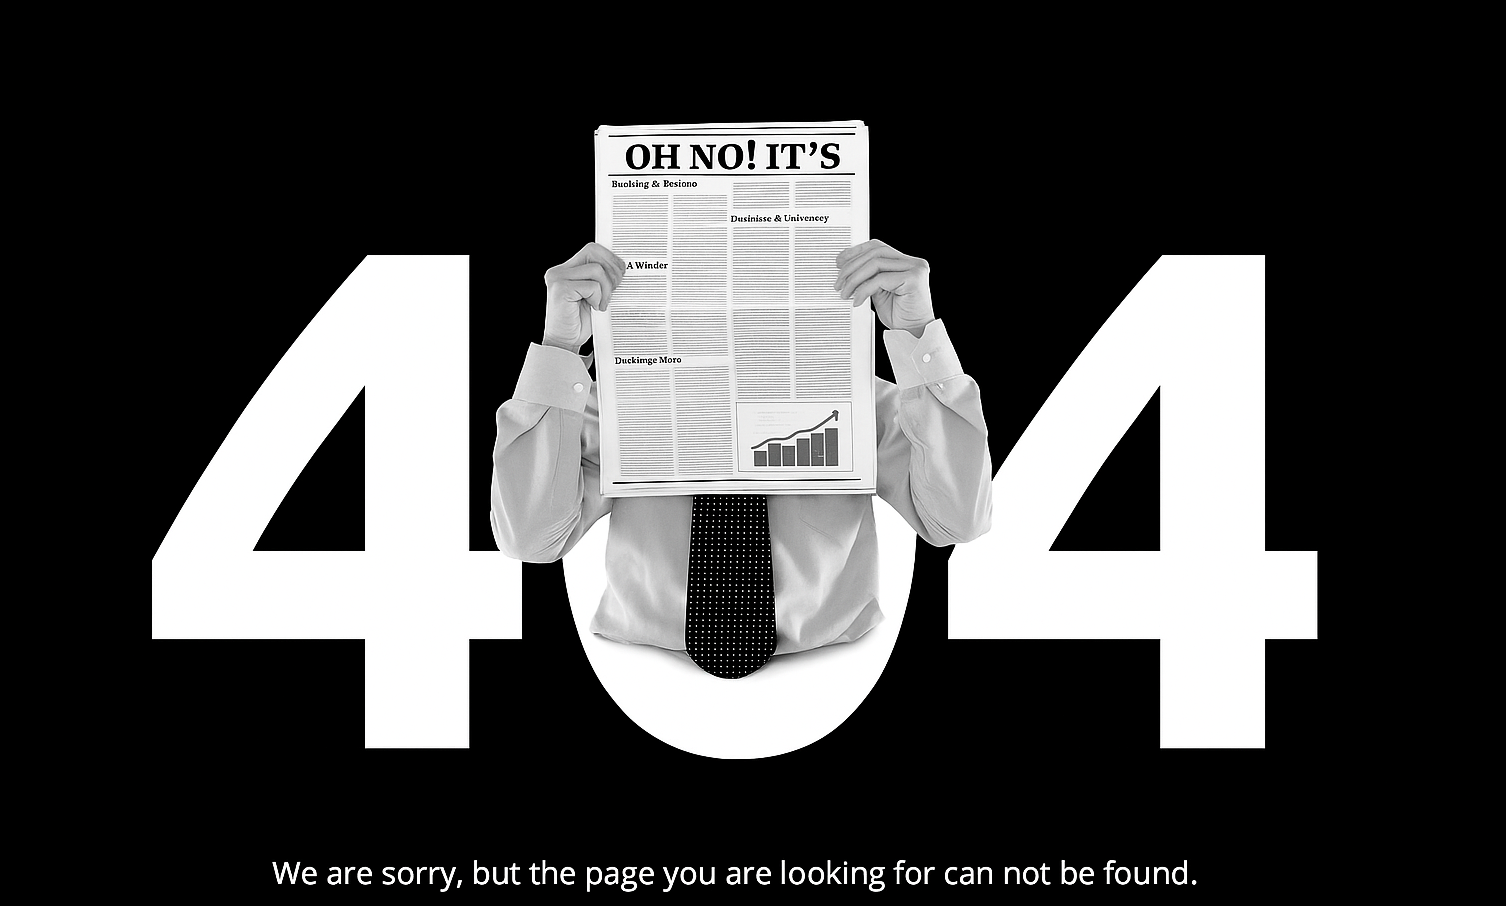 OH NO! IT’S
Buolsing & Besiono
Dusinisse & Univencey
A Winder
Duckimge Moro
404
We are sorry, but the page you are looking for can not be found.